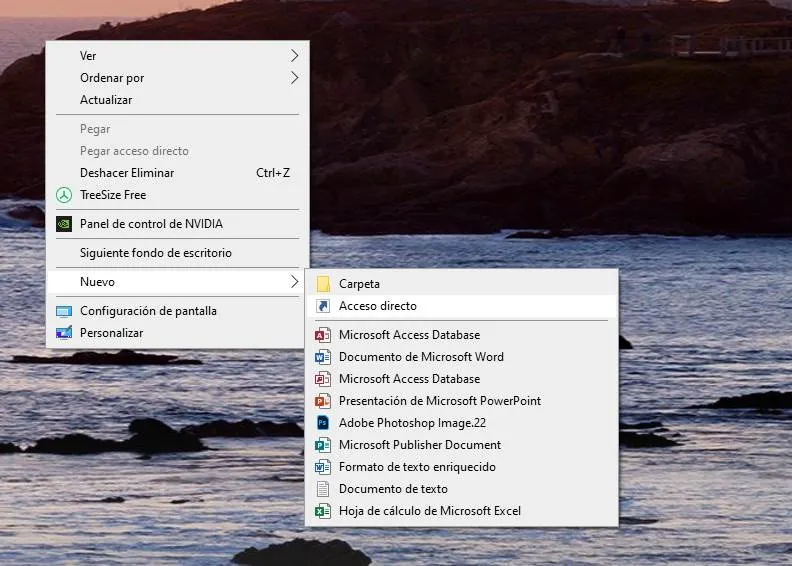 Ver
Ordenar por
Actualizar
Pegar
Pegar acceso directo
Deshacer Eliminar Ctrl+Z
TreeSize Free
Panel de control de NVIDIA
Siguiente fondo de escritorio
Nuevo
Configuración de pantalla
Personalizar
Carpeta
Acceso directo
Microsoft Access Database
Documento de Microsoft Word
Microsoft Access Database
Presentación de Microsoft PowerPoint
Adobe Photoshop Image.22
Microsoft Publisher Document
Formato de texto enriquecido
Documento de texto
Hoja de cálculo de Microsoft Excel